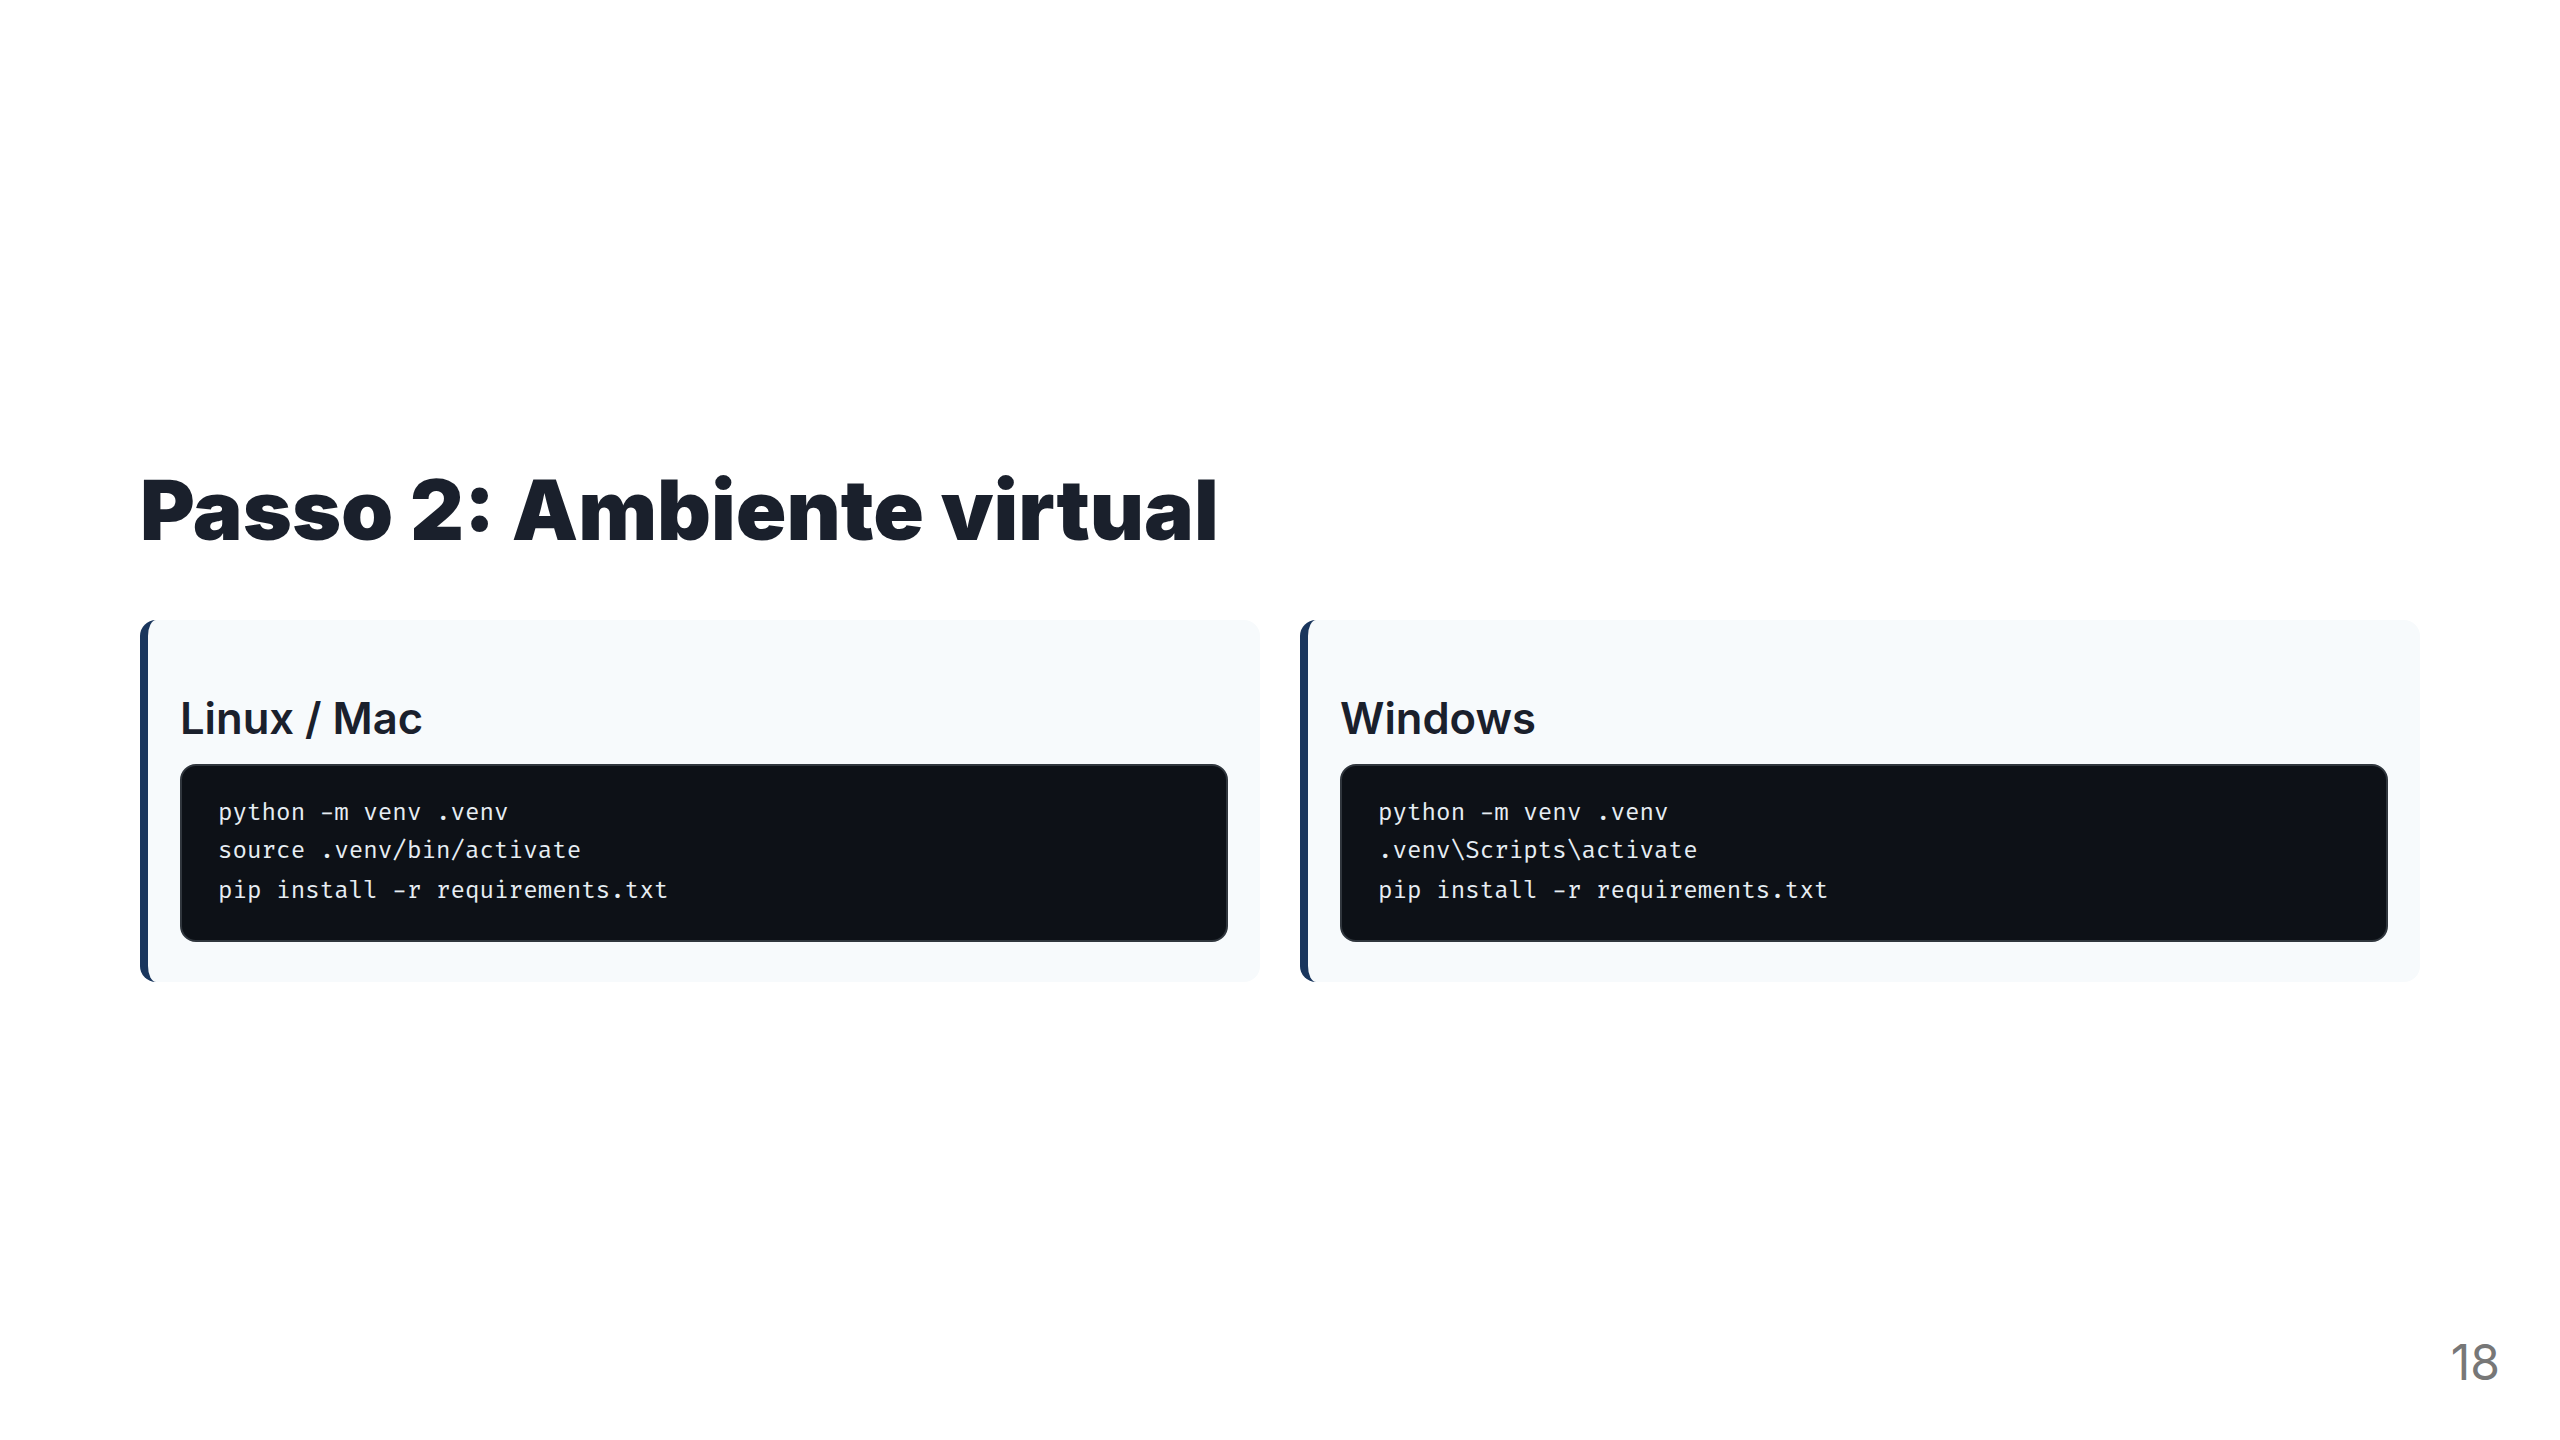 Passo 2: Ambiente virtual
Linux / Mac
python -m venv .venv
source .venv/bin/activate
pip install -r requirements.txt
Windows
python -m venv .venv
.venv\Scripts\activate
pip install -r requirements.txt
18